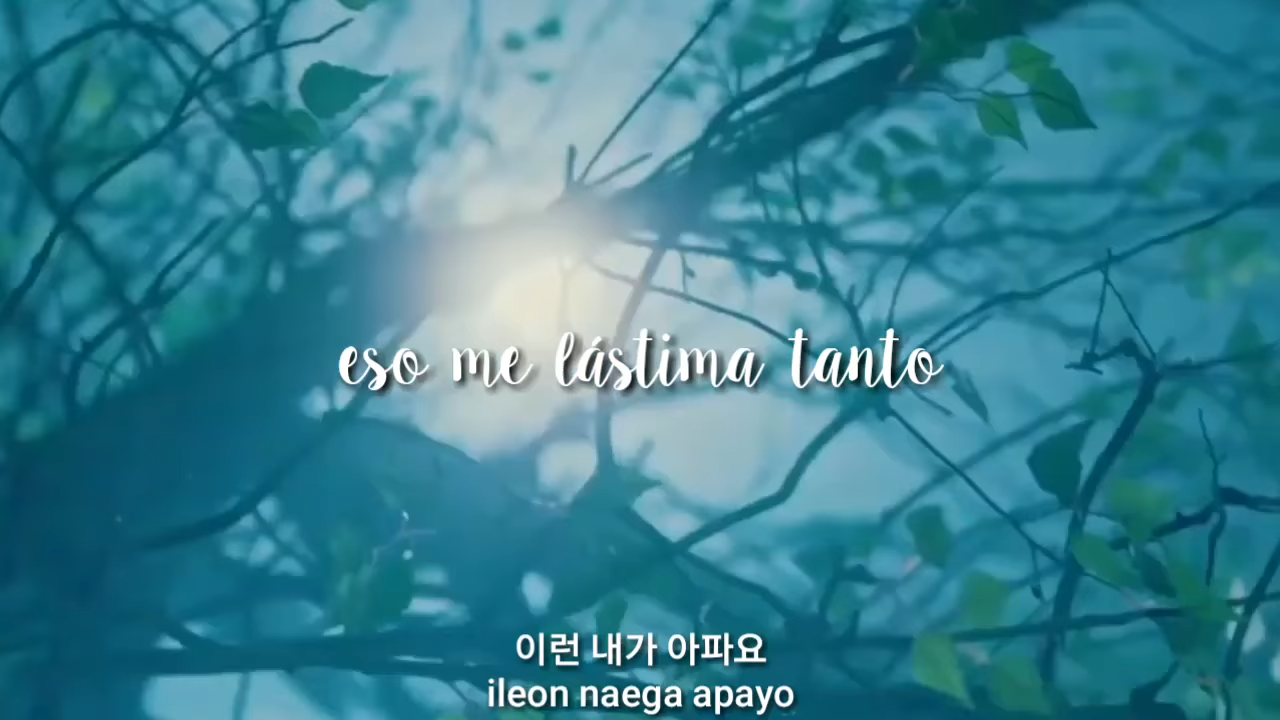 eso me lástima tanto
이런 내가 아파요
ileon naega apayo